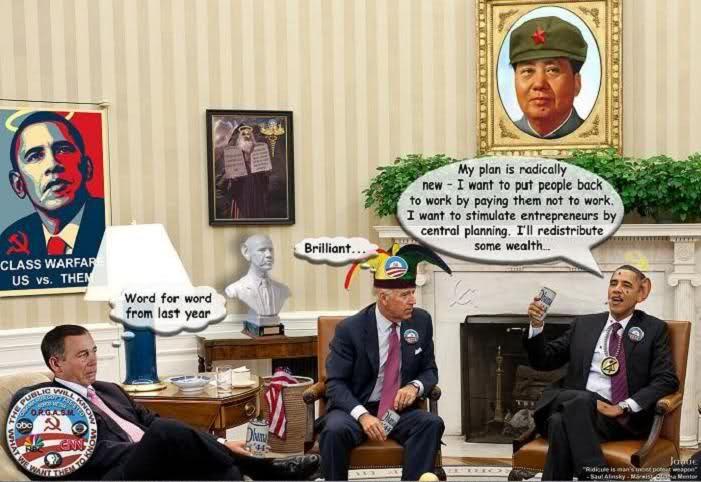 CLASS WARFARE
US vs. THEM
My plan is radically
new - I want to put people back
to work by paying them not to work.
I want to stimulate entrepreneurs by
central planning. I'll redistribute
some wealth...
Brilliant...
Word for word
from last year
THE PUBLIC WILL KNOW
WHAT WE WANT THEM TO KNOW
O.R.G.A.S.M.
abc
NBC
CNN
Obama
'44
"Ridicule is man's most potent weapon"
- Saul Alinsky - Marxist, Obama Mentor